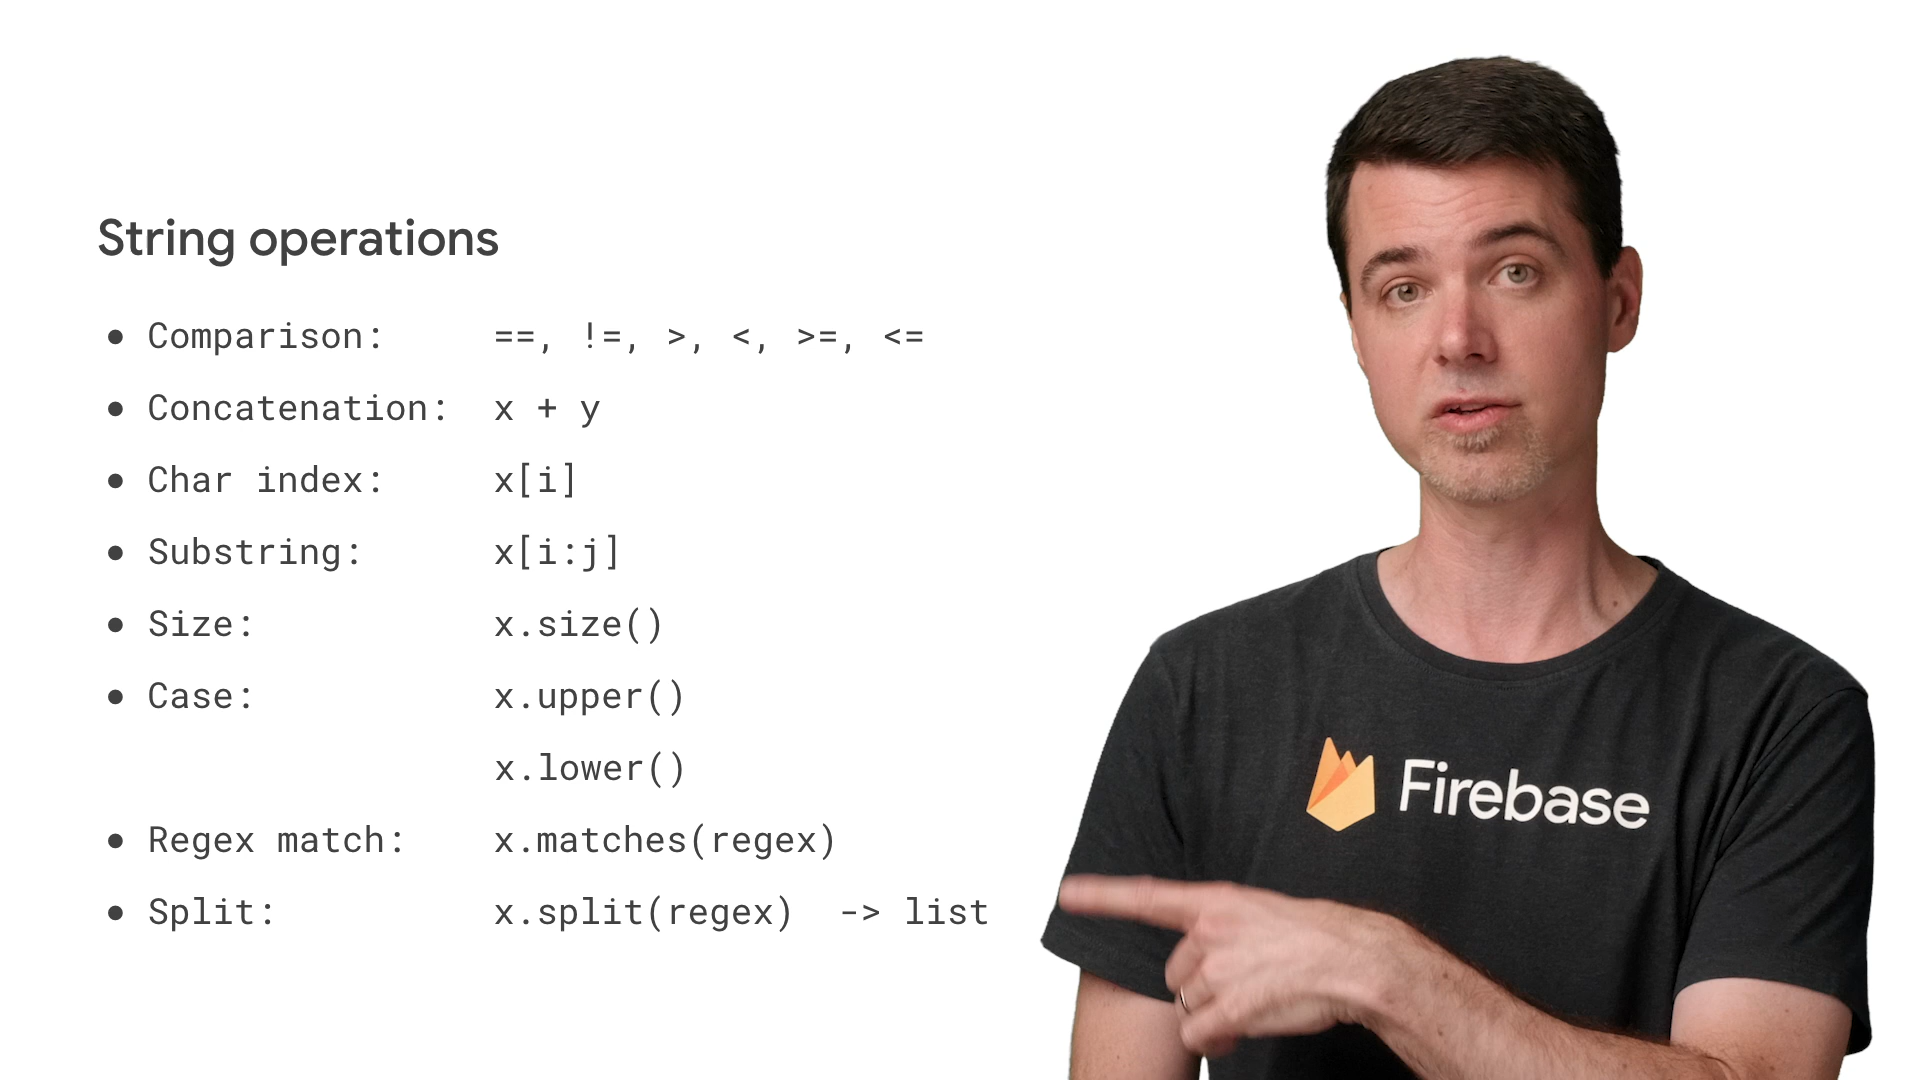 String operations
• Comparison: ==, !=, >, <, >=, <=
• Concatenation: x + y
• Char index: x[i]
• Substring: x[i:j]
• Size: x.size()
• Case: x.upper()
x.lower()
• Regex match: x.matches(regex)
• Split: x.split(regex) -> list
Firebase